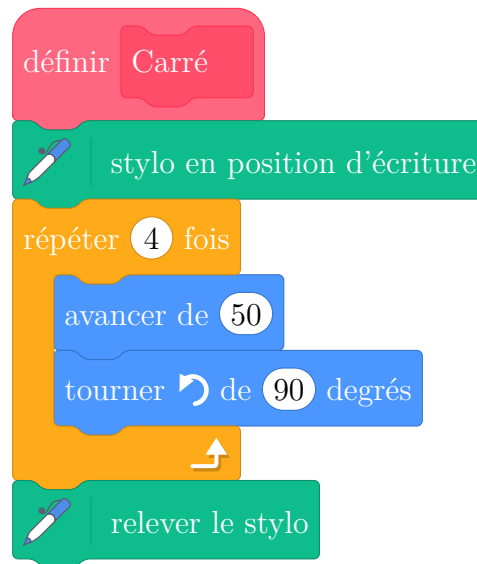 définir Carré
stylo en position d'écriture
répéter 4 fois
avancer de 50
tourner de 90 degrés
relever le stylo